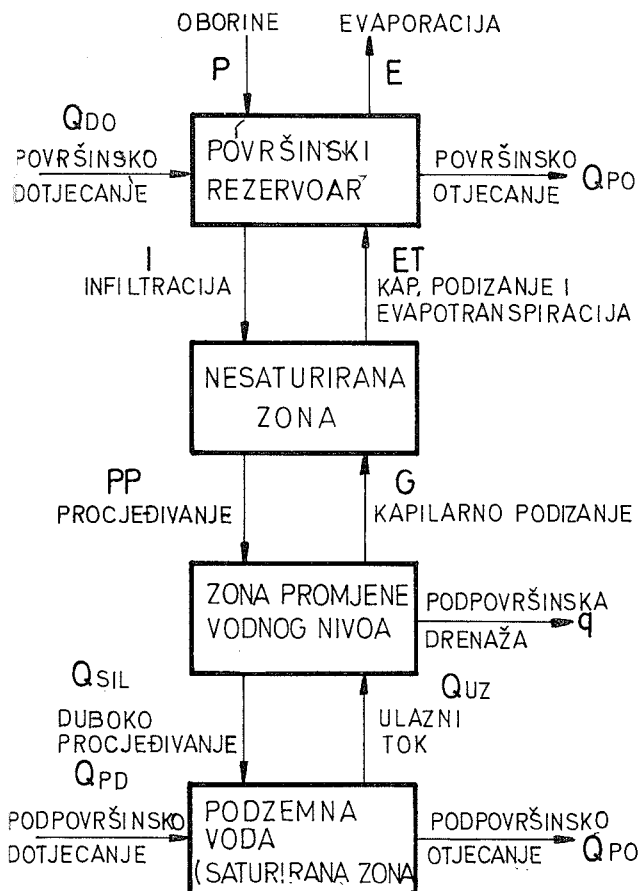 OBORINE
EVAPORACIJA
P
E
QDO
POVRŠINSKO
DOTJECANJE
POVRŠINSKI
REZERVOAR
POVRŠINSKO
OTJECANJE
QPO
I
INFILTRACIJA
ET
KAP. PODIZANJE I
EVAPOTRANSPIRACIJA
NESATURIRANA
ZONA
PP
PROCJEĐIVANJE
G
KAPILARNO PODIZANJE
ZONA PROMJENE
VODNOG NIVOA
PODPOVRŠINSKA
DRENAŽA
q
QSIL
DUBOKO
PROCJEĐIVANJE
QUZ
ULAZNI
TOK
QPD
PODPOVRŠINSKO
DOTJECANJE
PODZEMNA
VODA
(SATURIRANA ZONA
PODPOVRŠINSKO
OTJECANJE
QPO